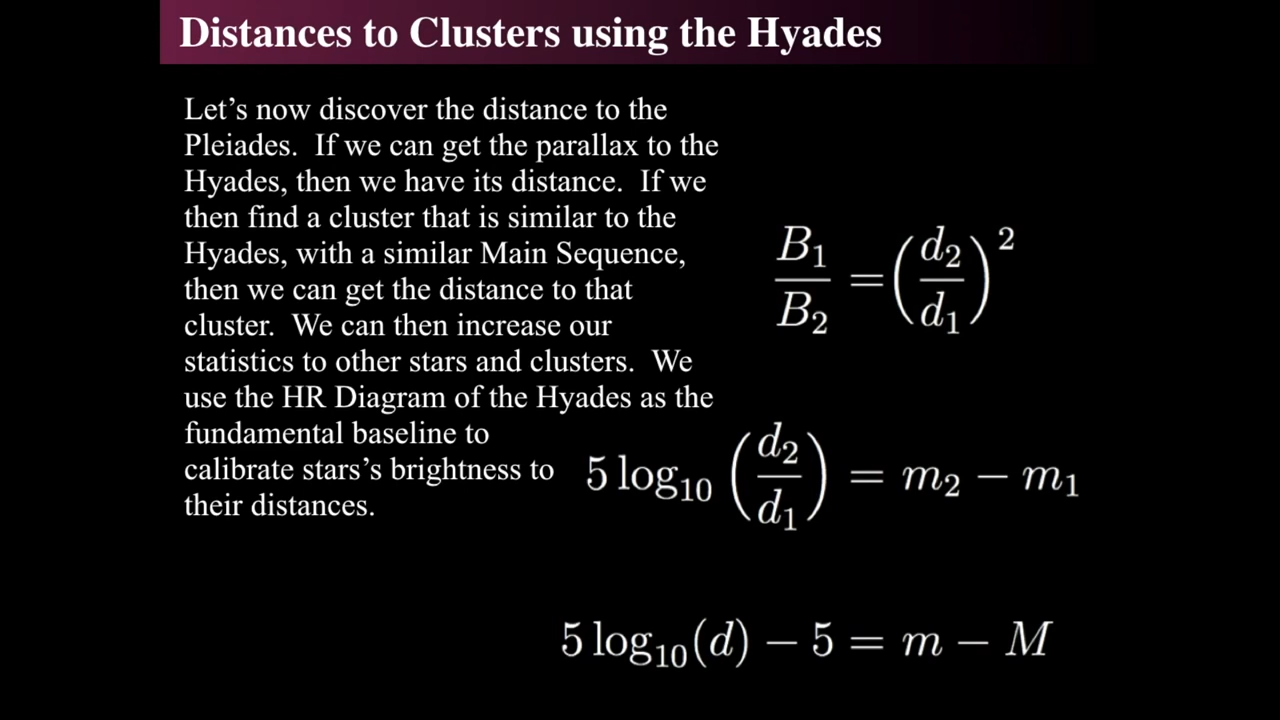 Distances to Clusters using the Hyades
Let’s now discover the distance to the
Pleiades.  If we can get the parallax to the
Hyades, then we have its distance.  If we
then find a cluster that is similar to the
Hyades, with a similar Main Sequence,
then we can get the distance to that
cluster.  We can then increase our
statistics to other stars and clusters.  We
use the HR Diagram of the Hyades as the
fundamental baseline to
calibrate stars’s brightness to
their distances.
B₁/B₂ = (d₂/d₁)²
5 log₁₀ (d₂/d₁) = m₂ − m₁
5 log₁₀(d) − 5 = m − M